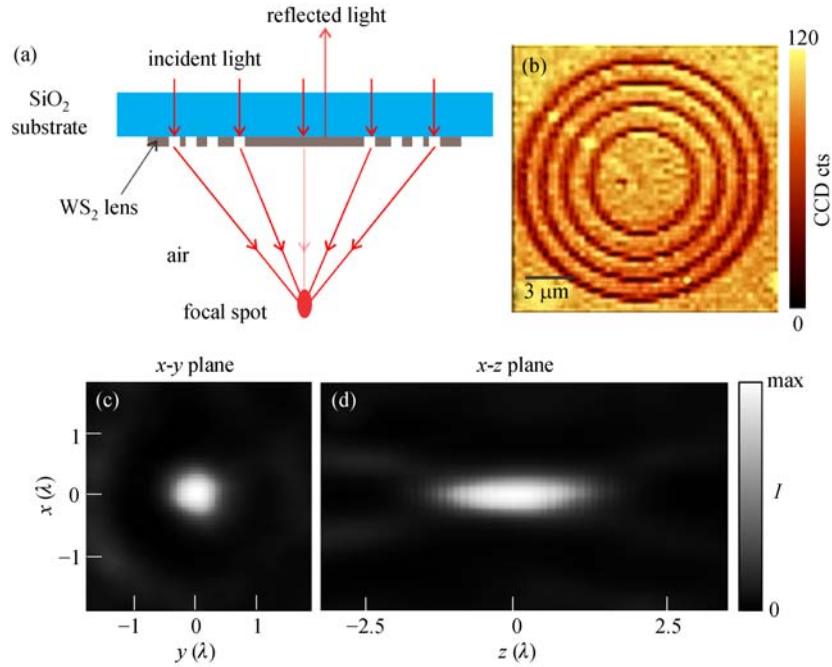 (a)
reflected light
incident light
SiO₂
substrate
WS₂ lens
air
focal spot
(b)
3 μm
120
CCD cts
0
x-y plane
(c)
1
0
−1
x (λ)
−1
0
1
y (λ)
x-z plane
(d)
−2.5
0
2.5
z (λ)
max
I
0